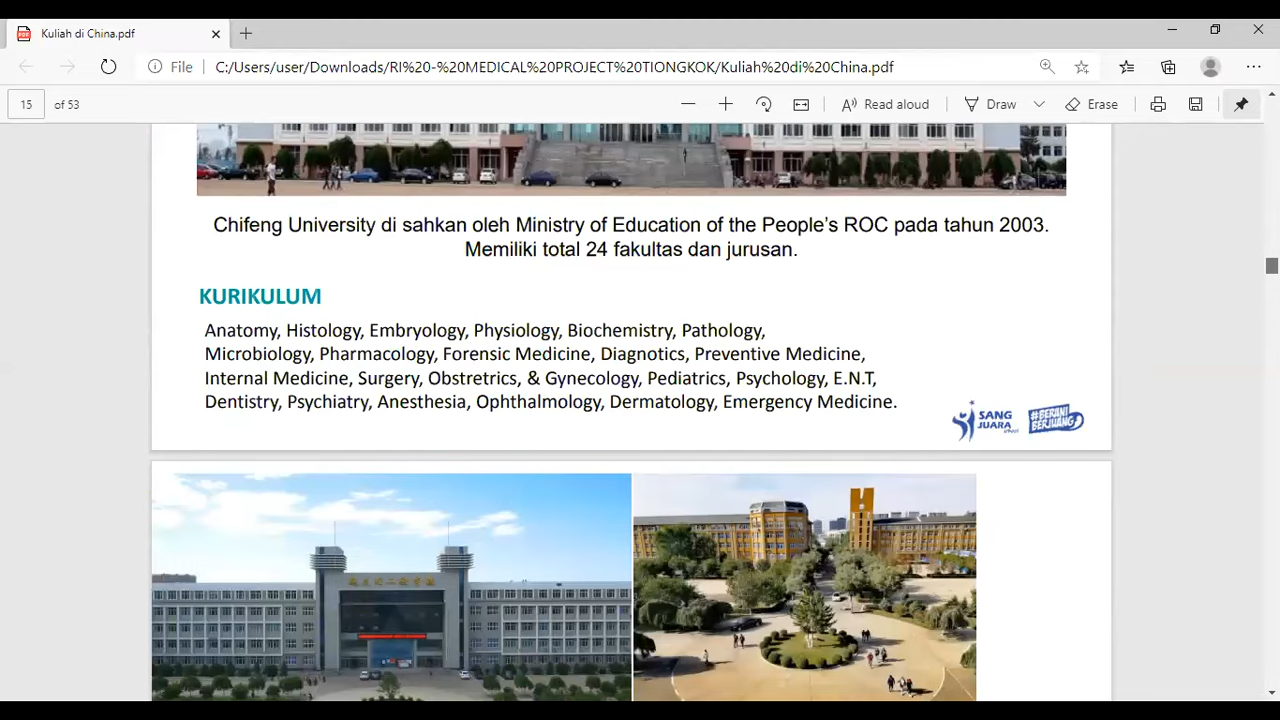 Kuliah di China.pdf
File
C:/Users/user/Downloads/RI%20-%20MEDICAL%20PROJECT%20TIONGKOK/Kuliah%20di%20China.pdf
15 of 53
Read aloud
Draw
Erase
Chifeng University di sahkan oleh Ministry of Education of the People's ROC pada tahun 2003.
Memiliki total 24 fakultas dan jurusan.
KURIKULUM
Anatomy, Histology, Embryology, Physiology, Biochemistry, Pathology,
Microbiology, Pharmacology, Forensic Medicine, Diagnotics, Preventive Medicine,
Internal Medicine, Surgery, Obstretrics, & Gynecology, Pediatrics, Psychology, E.N.T,
Dentistry, Psychiatry, Anesthesia, Ophthalmology, Dermatology, Emergency Medicine.
SANG
JUARA
#BERANI
BERJUANG